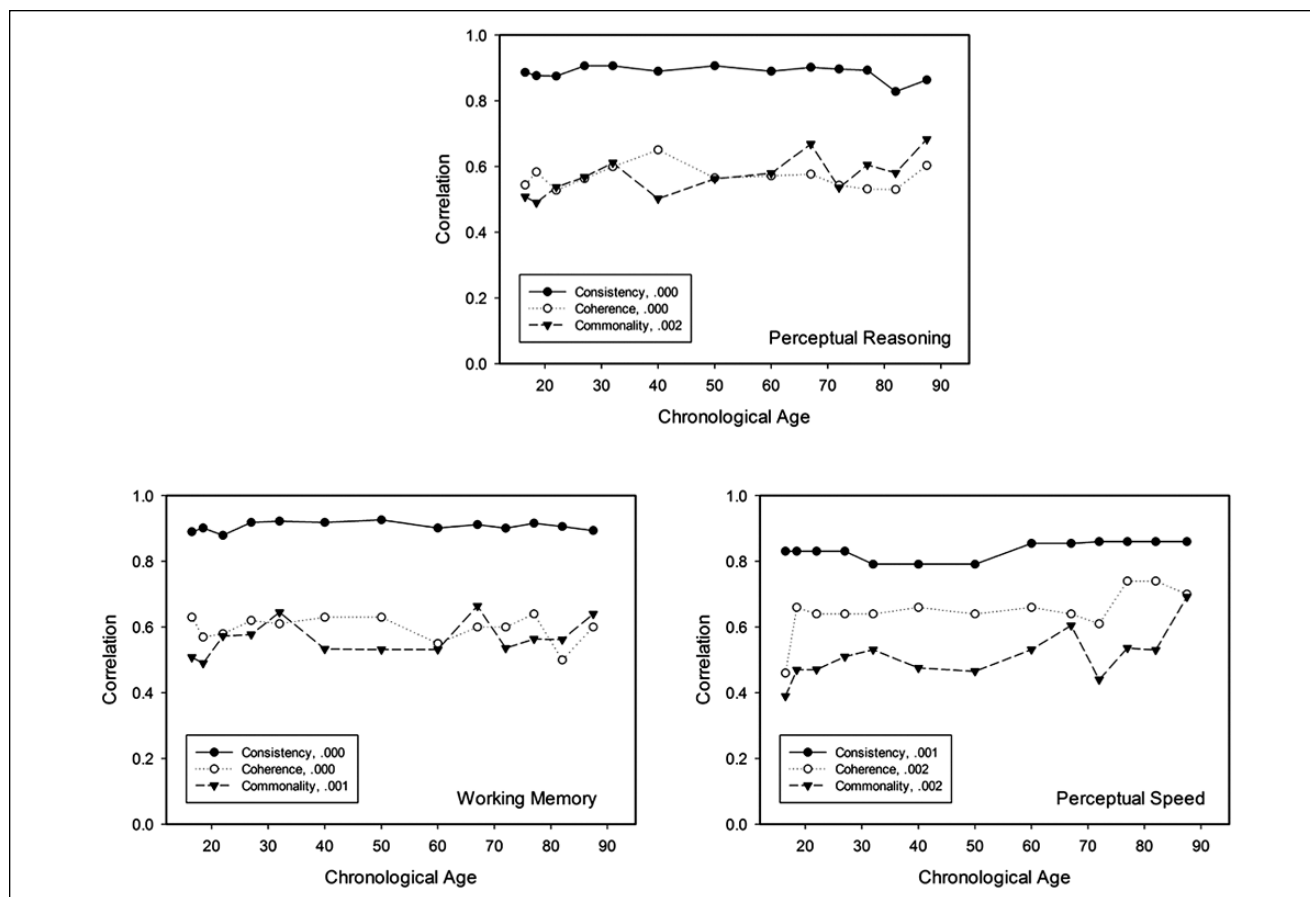 1.0
0.8
0.6
0.4
0.2
0.0
Correlation
Consistency, .000
Coherence, .000
Commonality, .002
Perceptual Reasoning
20 30 40 50 60 70 80 90
Chronological Age
1.0
0.8
0.6
0.4
0.2
0.0
Correlation
Consistency, .000
Coherence, .000
Commonality, .001
Working Memory
20 30 40 50 60 70 80 90
Chronological Age
1.0
0.8
0.6
0.4
0.2
0.0
Correlation
Consistency, .001
Coherence, .002
Commonality, .002
Perceptual Speed
20 30 40 50 60 70 80 90
Chronological Age